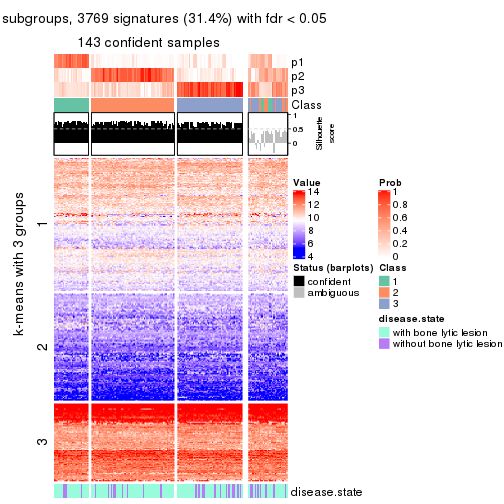 subgroups, 3769 signatures (31.4%) with fdr < 0.05
143 confident samples
p1
p2
p3
Class
1
0.5
0
Silhouette
score
k-means with 3 groups
1
2
3
Value
14
12
10
8
6
4
Prob
1
0.8
0.6
0.4
0.2
0
Status (barplots)
confident
ambiguous
Class
1
2
3
disease.state
with bone lytic lesion
without bone lytic lesion
disease.state